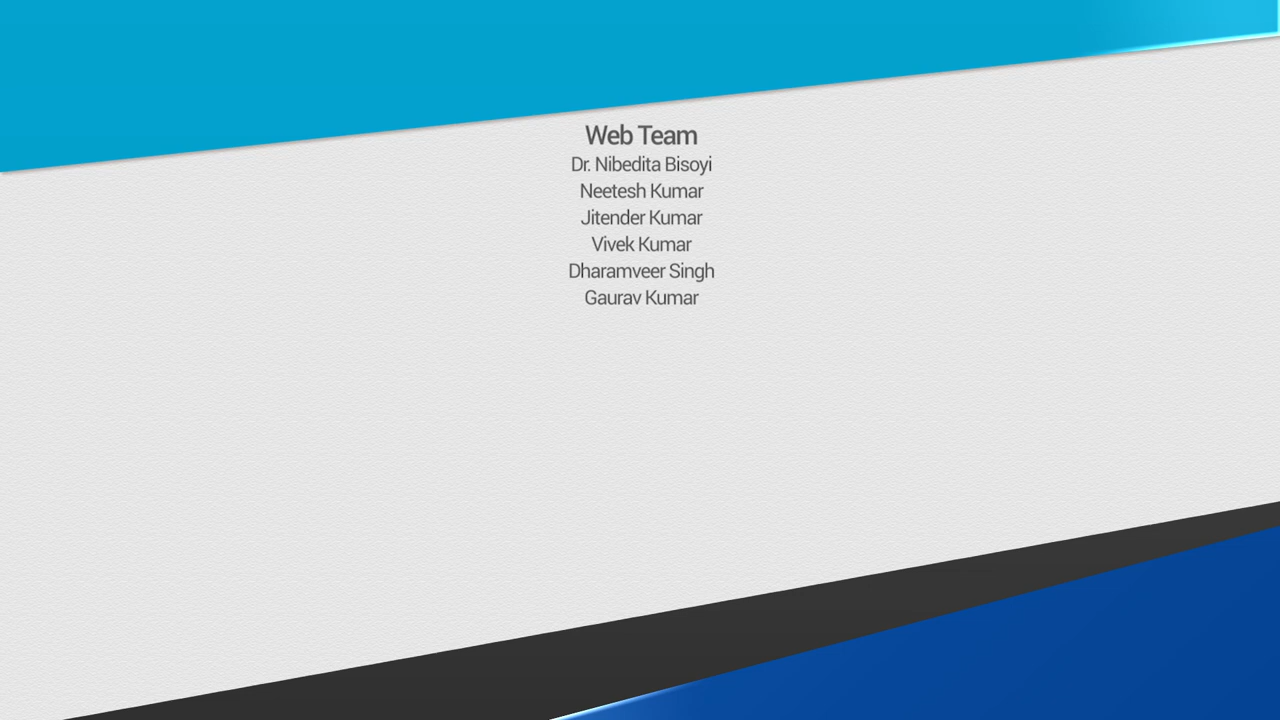 Web Team
Dr. Nibedita Bisoyi
Neetesh Kumar
Jitender Kumar
Vivek Kumar
Dharamveer Singh
Gaurav Kumar